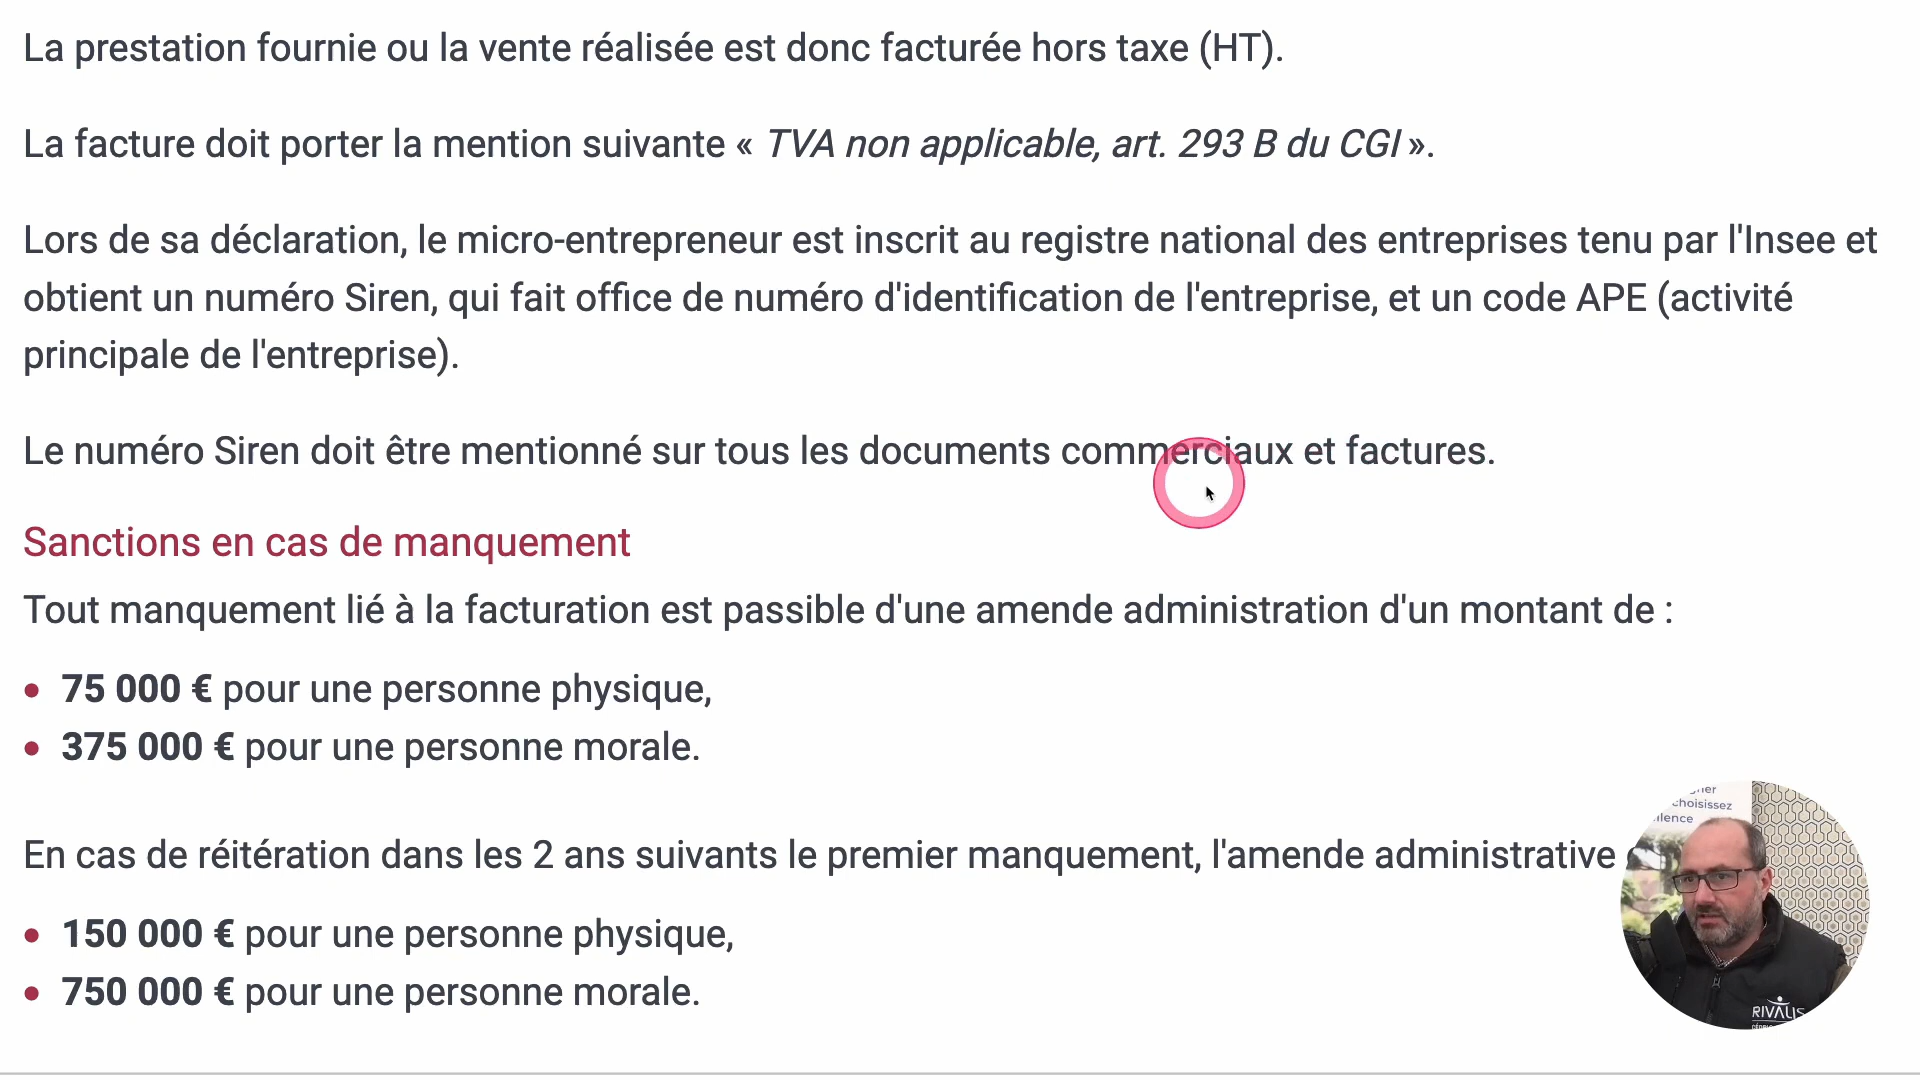 La prestation fournie ou la vente réalisée est donc facturée hors taxe (HT).
La facture doit porter la mention suivante « TVA non applicable, art. 293 B du CGI ».
Lors de sa déclaration, le micro-entrepreneur est inscrit au registre national des entreprises tenu par l'Insee et
obtient un numéro Siren, qui fait office de numéro d'identification de l'entreprise, et un code APE (activité
principale de l'entreprise).
Le numéro Siren doit être mentionné sur tous les documents commerciaux et factures.
Sanctions en cas de manquement
Tout manquement lié à la facturation est passible d'une amende administration d'un montant de :
• 75 000 € pour une personne physique,
• 375 000 € pour une personne morale.
En cas de réitération dans les 2 ans suivants le premier manquement, l'amende administrative
• 150 000 € pour une personne physique,
• 750 000 € pour une personne morale.
choisissez
RIVALIS